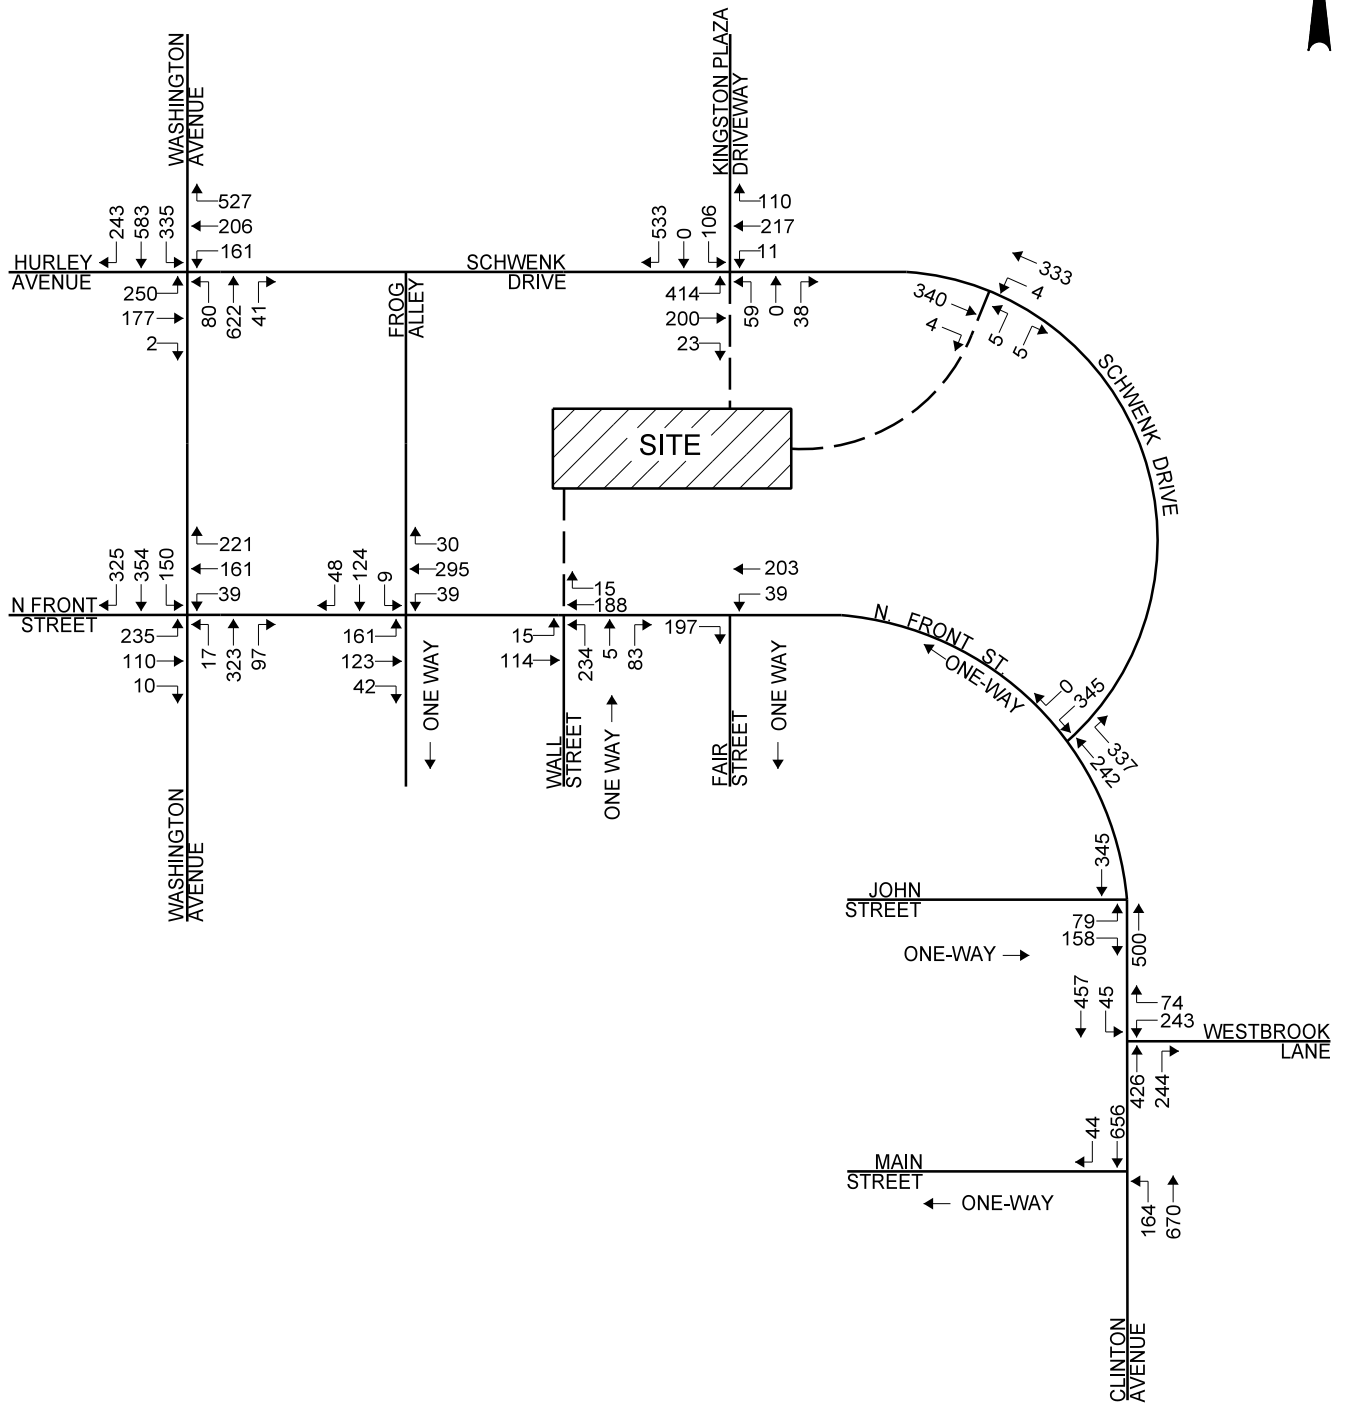 WASHINGTON
AVENUE
KINGSTON PLAZA
DRIVEWAY
243
583
335
527
206
161
HURLEY
AVENUE
250
177
2
80
622
41
FROG
ALLEY
SCHWENK
DRIVE
533
0
106
110
217
11
414
200
23
59
0
38
333
4
340
4
5
5
SCHWENK DRIVE
SITE
325
354
150
221
161
39
N FRONT
STREET
235
110
10
17
323
97
48
124
9
30
295
39
161
123
42
ONE WAY
15
188
15
114
234
5
83
WALL
STREET
ONE WAY
203
39
197
FAIR
STREET
ONE WAY
N. FRONT ST.
ONE-WAY
0
345
337
242
WASHINGTON
AVENUE
345
JOHN
STREET
79
158
500
ONE-WAY
457
45
74
243
WESTBROOK
LANE
426
244
44
656
MAIN
STREET
ONE-WAY
164
670
CLINTON
AVENUE